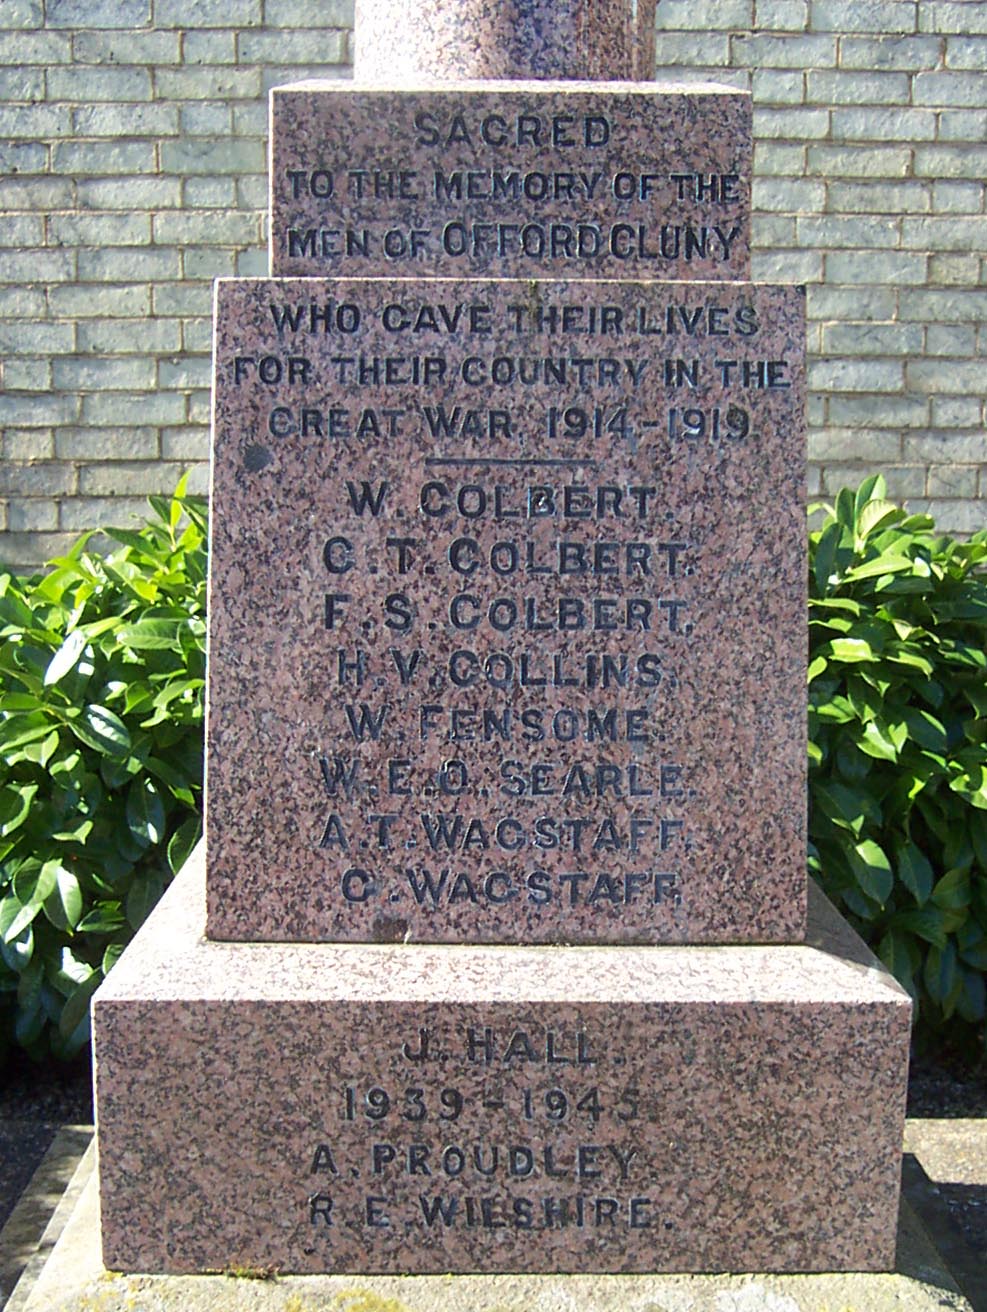 SACRED
TO THE MEMORY OF THE
MEN OF OFFORD CLUNY
WHO GAVE THEIR LIVES
FOR THEIR COUNTRY IN THE
GREAT WAR, 1914-1919.
W. COLBERT.
C. T. COLBERT.
F. S. COLBERT.
H. V. COLLINS.
W. FENSOME.
W. E. O. SEARLE.
A. T. WAGSTAFF.
G. WAGSTAFF.
J. HALL.
1939-1945
A. PROUDLEY
R. E. WIESHIRE.